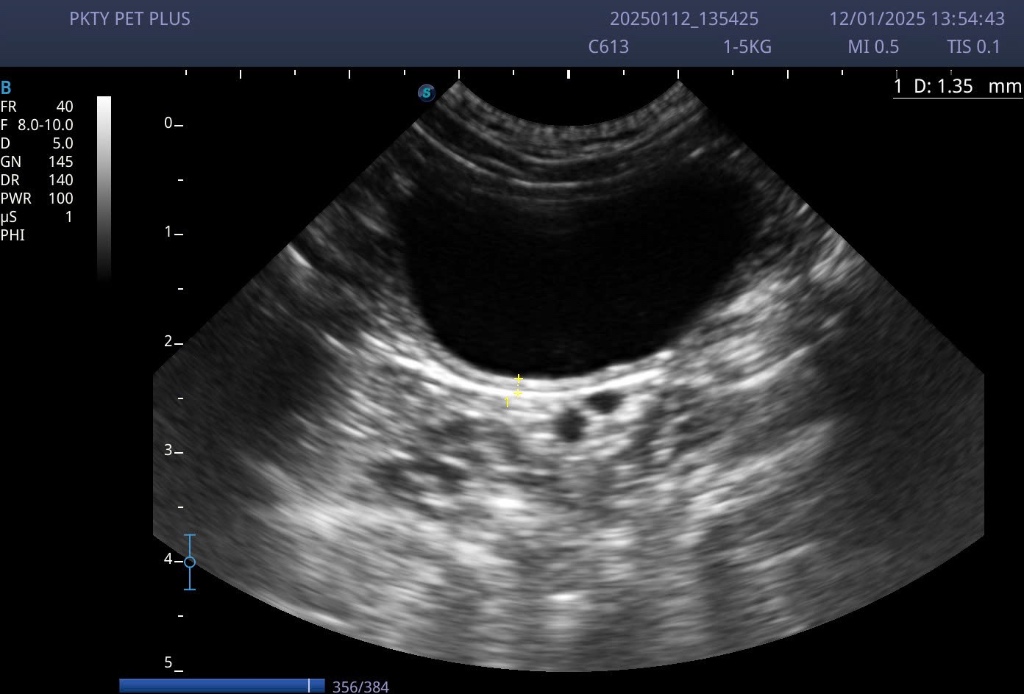 PKTY PET PLUS 20250112_135425 12/01/2025 13:54:43
C613 1-5KG MI 0.5 TIS 0.1
B
FR 40
F 8.0-10.0
D 5.0
GN 145
DR 140
PWR 100
µS 1
PHI
S
1 D: 1.35 mm
0
1
2
3
4
5
1
356/384